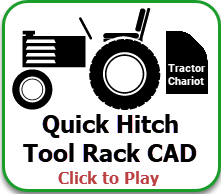 Tractor
Chariot
Quick Hitch
Tool Rack CAD
Click to Play